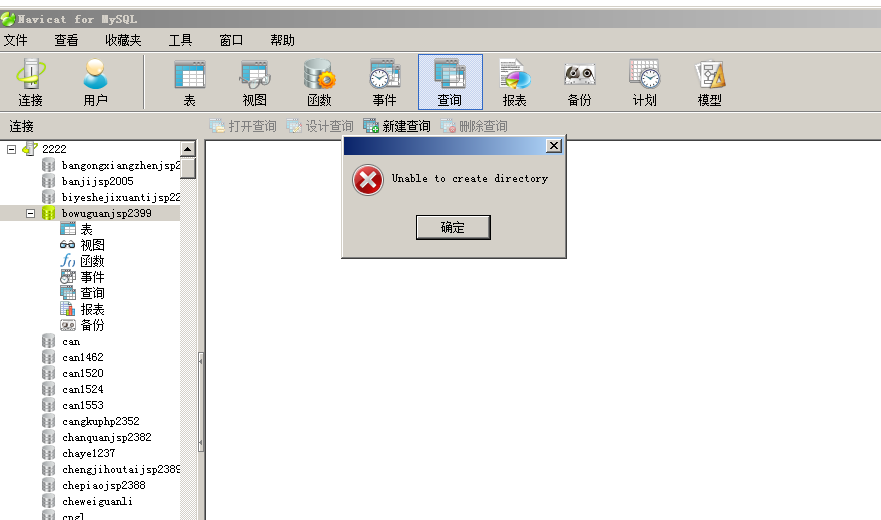 Navicat for MySQL
文件 查看 收藏夹 工具 窗口 帮助
连接 用户 表 视图 函数 事件 查询 报表 备份 计划 模型
连接 打开查询 设计查询 新建查询 删除查询
2222
bangongxiangzhenjsp2
banjijsp2005
biyeshejixuantijsp22
bowuguanjsp2399
表
视图
函数
事件
查询
报表
备份
can
can1462
can1520
can1524
can1553
cangkuphp2352
chanquanjsp2382
chaye1237
chengjihoutaijsp2389
chepiaojsp2388
cheweiguanli
cngl
Unable to create directory
确定